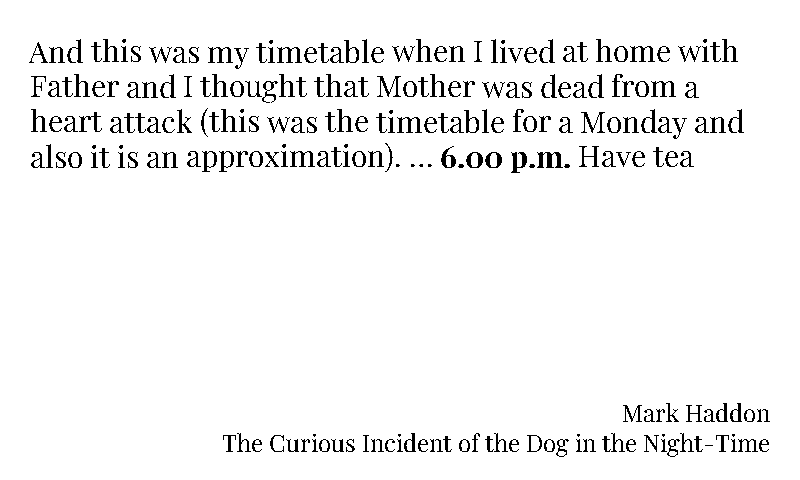 And this was my timetable when I lived at home with
Father and I thought that Mother was dead from a
heart attack (this was the timetable for a Monday and
also it is an approximation). ... 6.00 p.m. Have tea
Mark Haddon
The Curious Incident of the Dog in the Night-Time